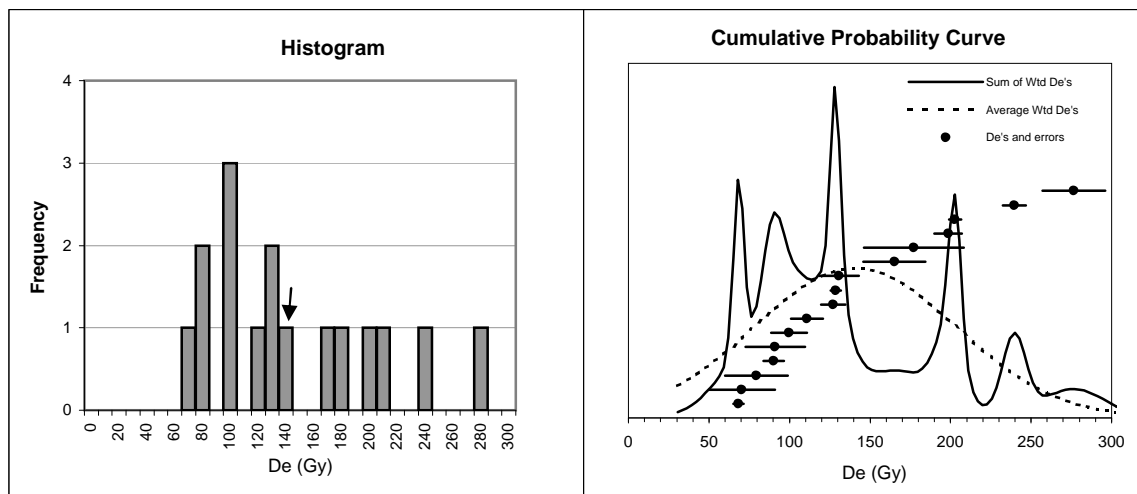 Histogram
4
3
2
1
0
Frequency
0
20
40
60
80
100
120
140
160
180
200
220
240
260
280
300
De (Gy)
Cumulative Probability Curve
Sum of Wtd De's
Average Wtd De's
De's and errors
0 50 100 150 200 250 300
De (Gy)